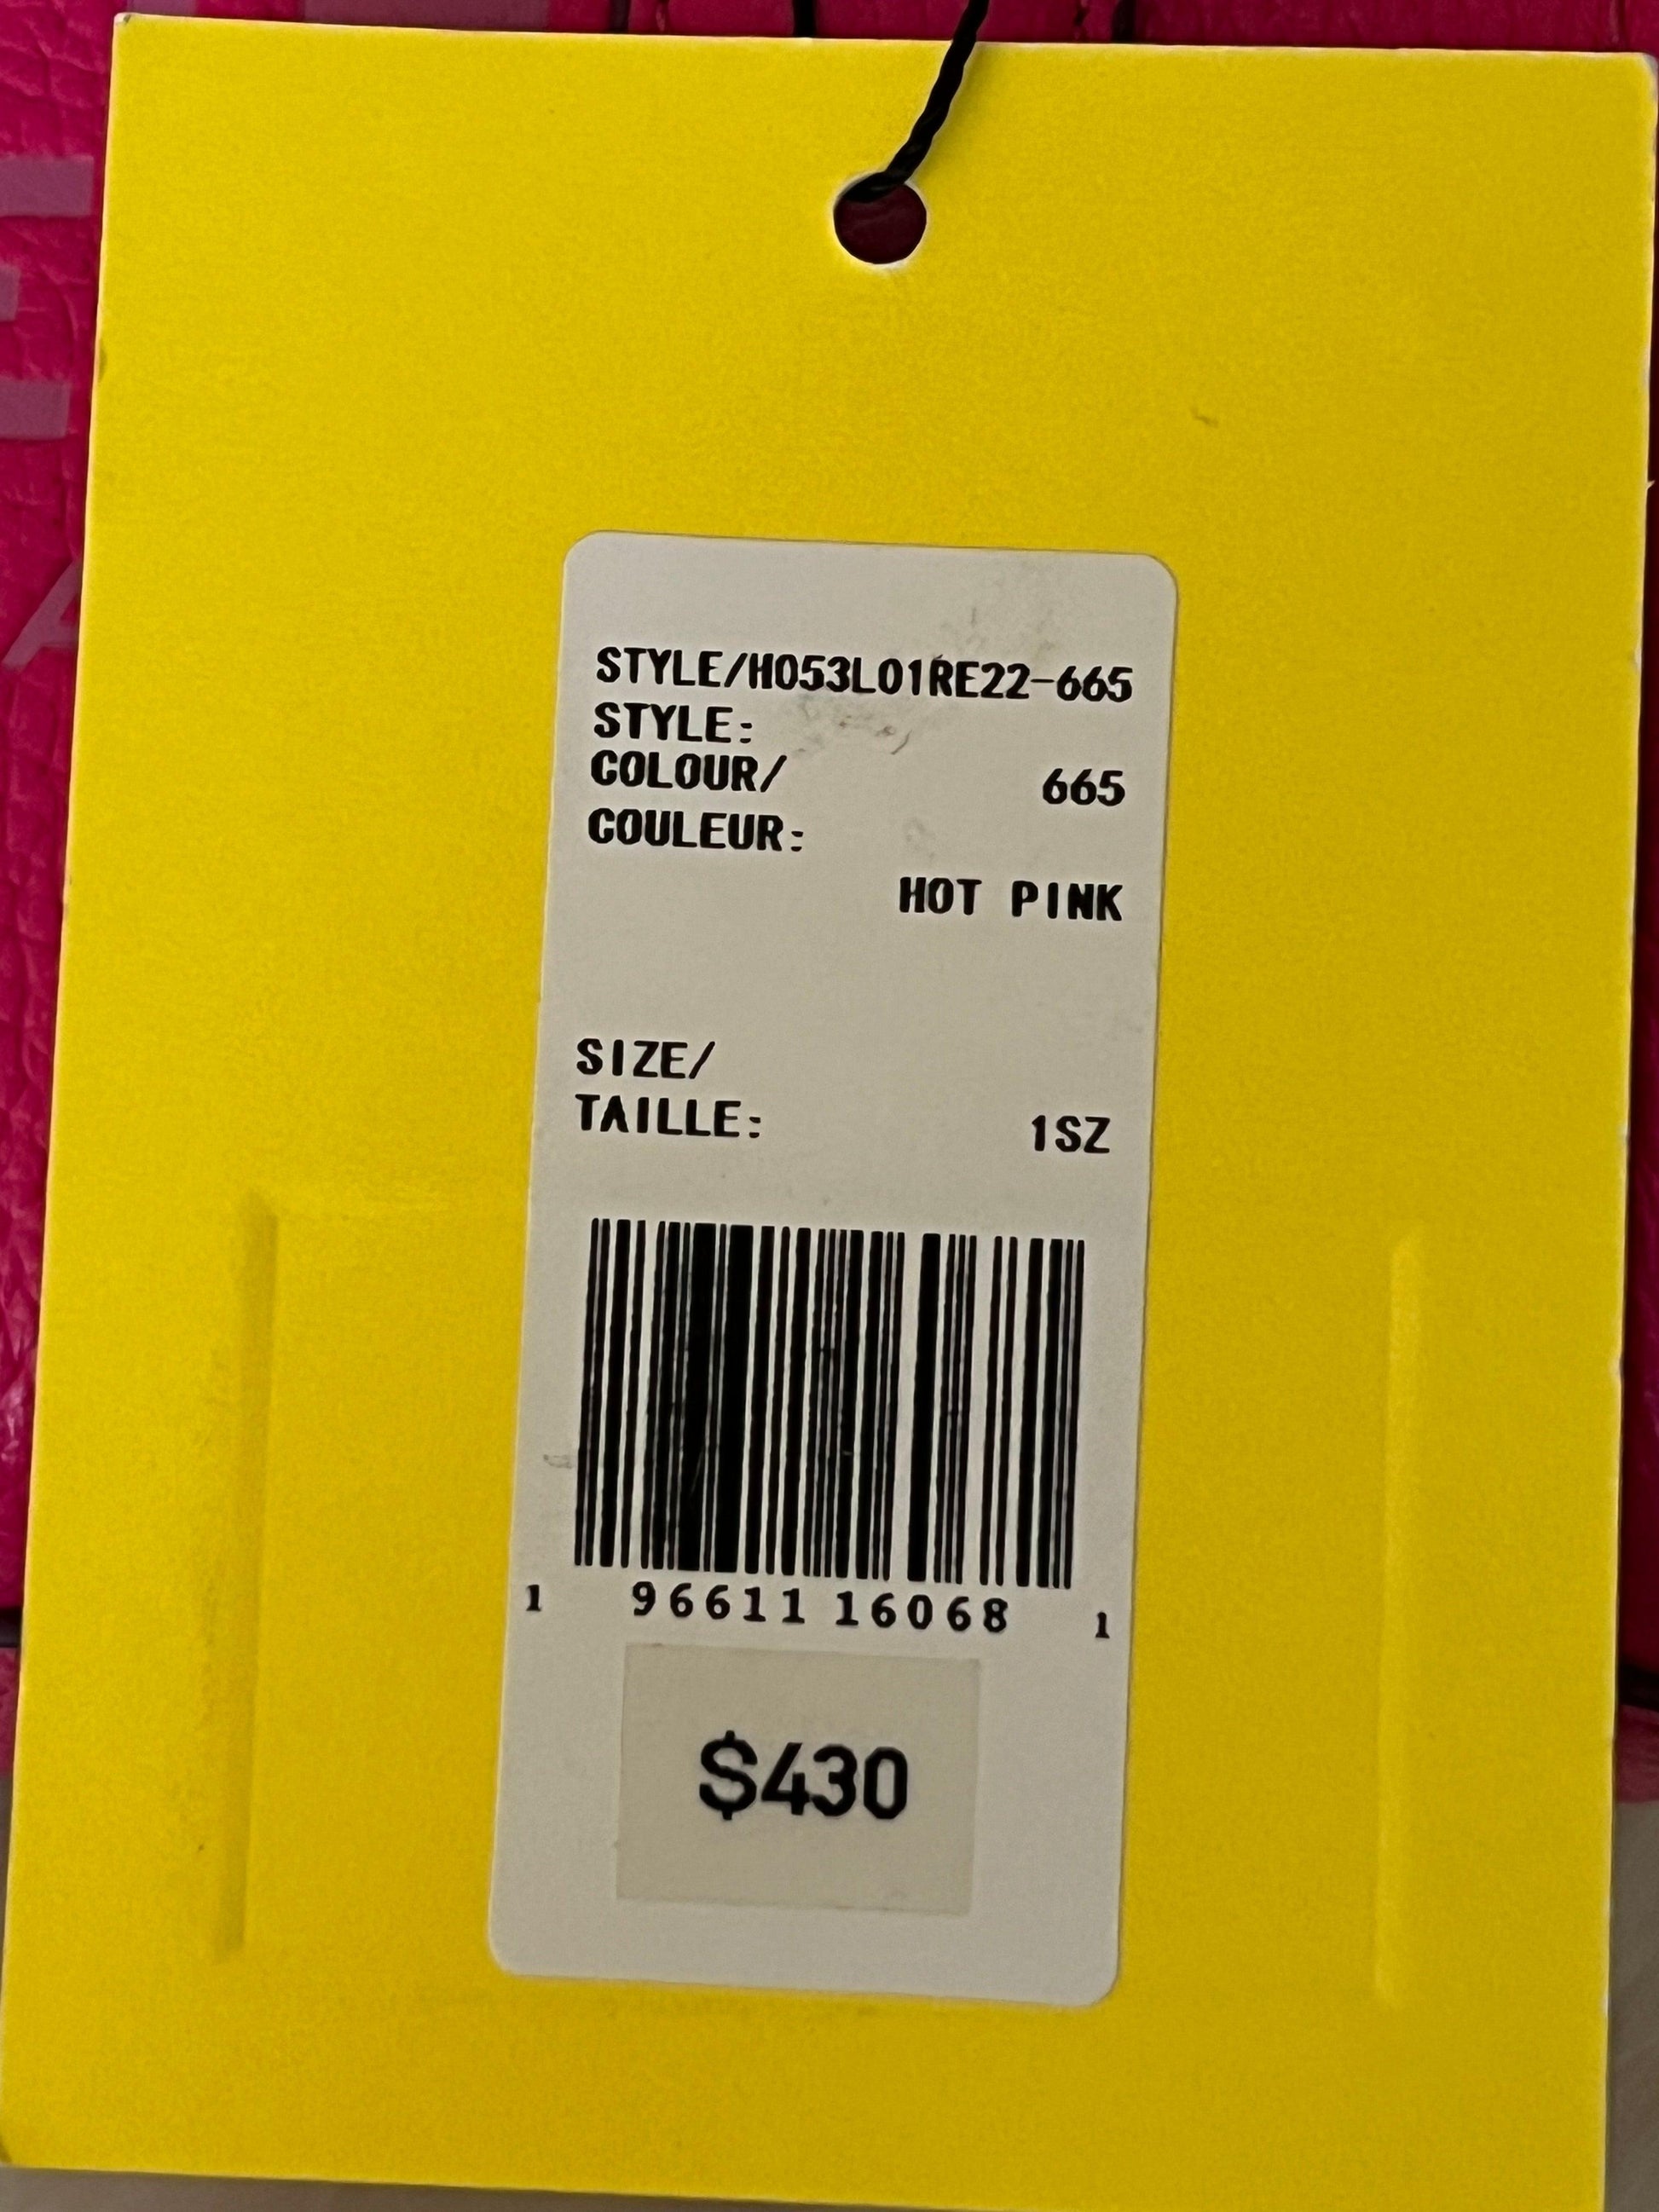 STYLE/H053L01RE22-665
STYLE:
COLOUR/ 665
COULEUR:
HOT PINK
SIZE/
TAILLE: 1SZ
1 96611 16068 1
$430